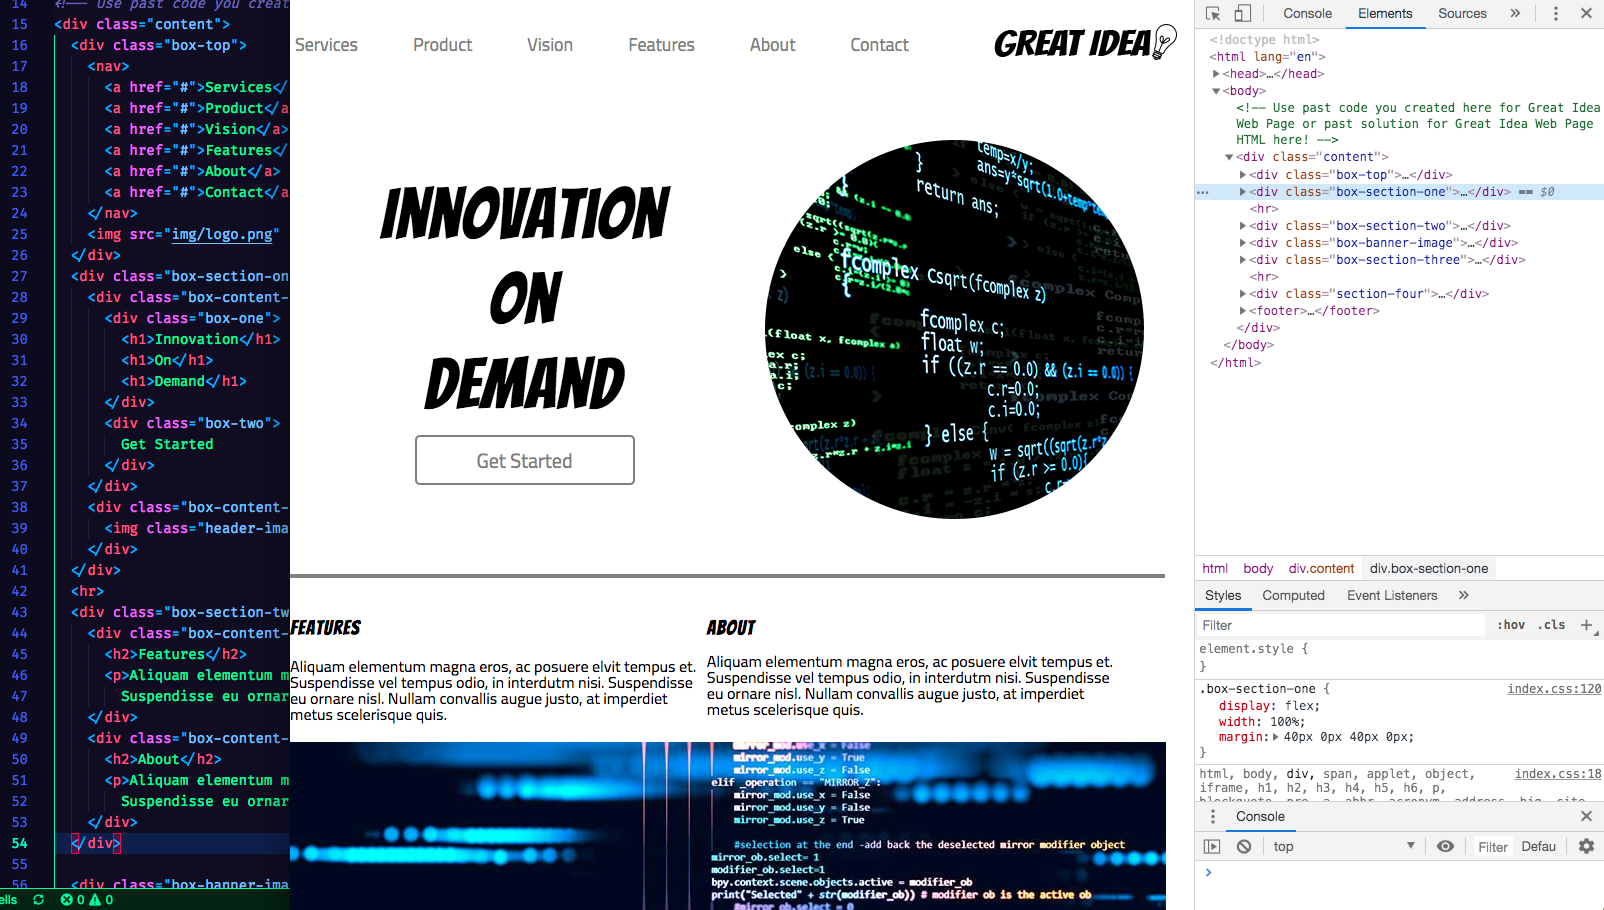 14 <!-- Use past code you creat
15 <div class="content">
16 <div class="box-top">
17 <nav>
18 <a href="#">Services</
19 <a href="#">Product</a
20 <a href="#">Vision</a>
21 <a href="#">Features</
22 <a href="#">About</a>
23 <a href="#">Contact</a
24 </nav>
25 <img src="img/logo.png"
26 </div>
27 <div class="box-section-on
28 <div class="box-content-
29 <div class="box-one">
30 <h1>Innovation</h1>
31 <h1>On</h1>
32 <h1>Demand</h1>
33 </div>
34 <div class="box-two">
35 Get Started
36 </div>
37 </div>
38 <div class="box-content-
39 <img class="header-ima
40 </div>
41 </div>
42 <hr>
43 <div class="box-section-tw
44 <div class="box-content-
45 <h2>Features</h2>
46 <p>Aliquam elementum m
47 Suspendisse eu ornar
48 </div>
49 <div class="box-content-
50 <h2>About</h2>
51 <p>Aliquam elementum m
52 Suspendisse eu ornar
53 </div>
54 </div>
55
56 <div class="box-banner-ima
ells 0 0
Services Product Vision Features About Contact GREAT IDEA
INNOVATION
ON
DEMAND
Get Started
}
return ans;
temp=x/y;
ans=y*sqrt(1.0+temp*te
fcomplex Csqrt(fcomplex z)
{
fcomplex c;
float w;
if ((z.r == 0.0) && (z.i == 0.0)) {
c.r=0.0;
c.i=0.0;
} else {
w = sqrt((sqrt(z.r*z
if (z.r >= 0.0){
c.r=
FEATURES
Aliquam elementum magna eros, ac posuere elvit tempus et.
Suspendisse vel tempus odio, in interdutm nisi. Suspendisse
eu ornare nisl. Nullam convallis augue justo, at imperdiet
metus scelerisque quis.
ABOUT
Aliquam elementum magna eros, ac posuere elvit tempus et.
Suspendisse vel tempus odio, in interdutm nisi. Suspendisse
eu ornare nisl. Nullam convallis augue justo, at imperdiet
metus scelerisque quis.
mirror_mod.use_x = False
mirror_mod.use_y = True
mirror_mod.use_z = False
elif _operation == "MIRROR_Z":
mirror_mod.use_x = False
mirror_mod.use_y = False
mirror_mod.use_z = True
#selection at the end -add back the deselected mirror modifier object
mirror_ob.select= 1
modifier_ob.select=1
bpy.context.scene.objects.active = modifier_ob
print("Selected" + str(modifier_ob)) # modifier ob is the active ob
#mirror_ob.select = 0
Console Elements Sources »
<!doctype html>
<html lang="en">
<head>…</head>
<body>
<!-- Use past code you created here for Great Idea
Web Page or past solution for Great Idea Web Page
HTML here! -->
<div class="content">
<div class="box-top">…</div>
… <div class="box-section-one">…</div> == $0
<hr>
<div class="box-section-two">…</div>
<div class="box-banner-image">…</div>
<div class="box-section-three">…</div>
<hr>
<div class="section-four">…</div>
<footer>…</footer>
</div>
</body>
</html>
html body div.content div.box-section-one
Styles Computed Event Listeners »
Filter :hov .cls +
element.style {
}
.box-section-one { index.css:120
display: flex;
width: 100%;
margin: 40px 0px 40px 0px;
}
html, body, div, span, applet, object, index.css:18
iframe, h1, h2, h3, h4, h5, h6, p,
blockquote, pre, a, abbr, acronym, address, big, cite,
Console
top Filter Defau
>